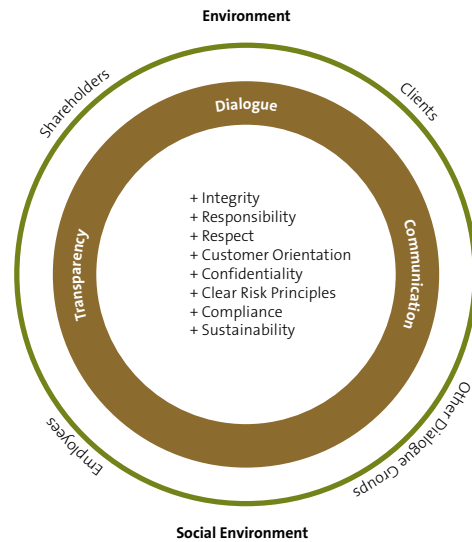 Environment
Shareholders
Clients
Dialogue
Transparency
Communication
+ Integrity
+ Responsibility
+ Respect
+ Customer Orientation
+ Confidentiality
+ Clear Risk Principles
+ Compliance
+ Sustainability
Employees
Other Dialogue Groups
Social Environment